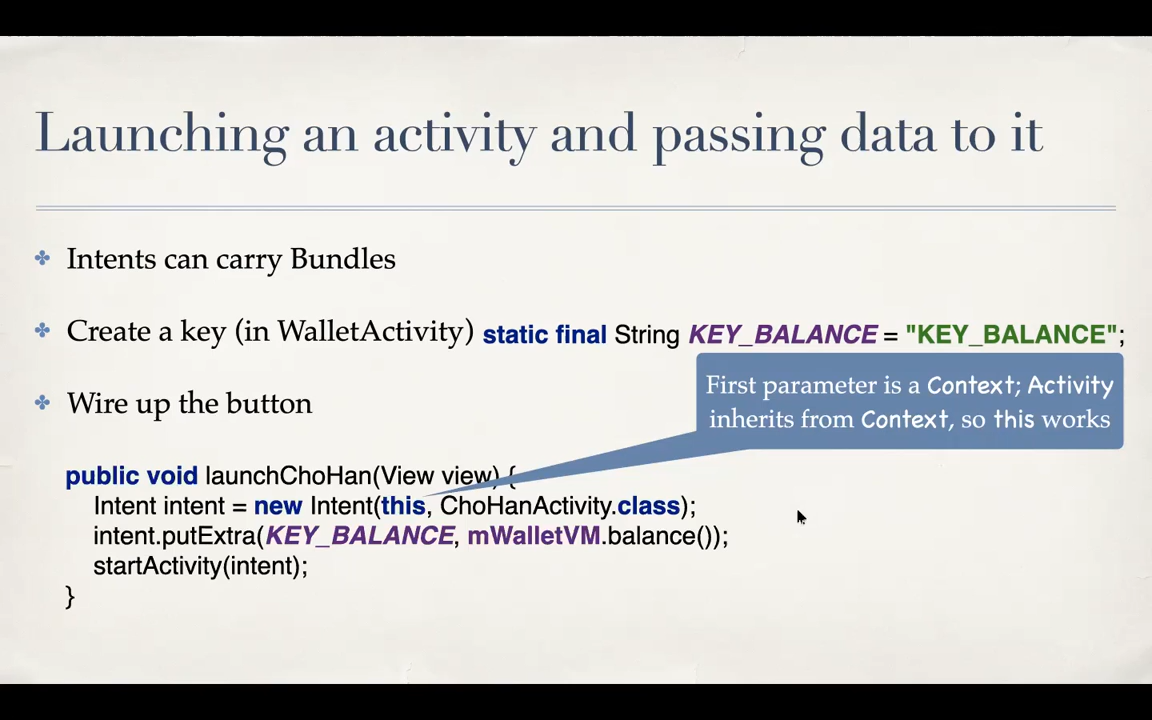 Launching an activity and passing data to it
Intents can carry Bundles
Create a key (in WalletActivity) static final String KEY_BALANCE = "KEY_BALANCE";
First parameter is a Context; Activity
inherits from Context, so this works
Wire up the button
public void launchChoHan(View view) {
Intent intent = new Intent(this, ChoHanActivity.class);
intent.putExtra(KEY_BALANCE, mWalletVM.balance());
startActivity(intent);
}